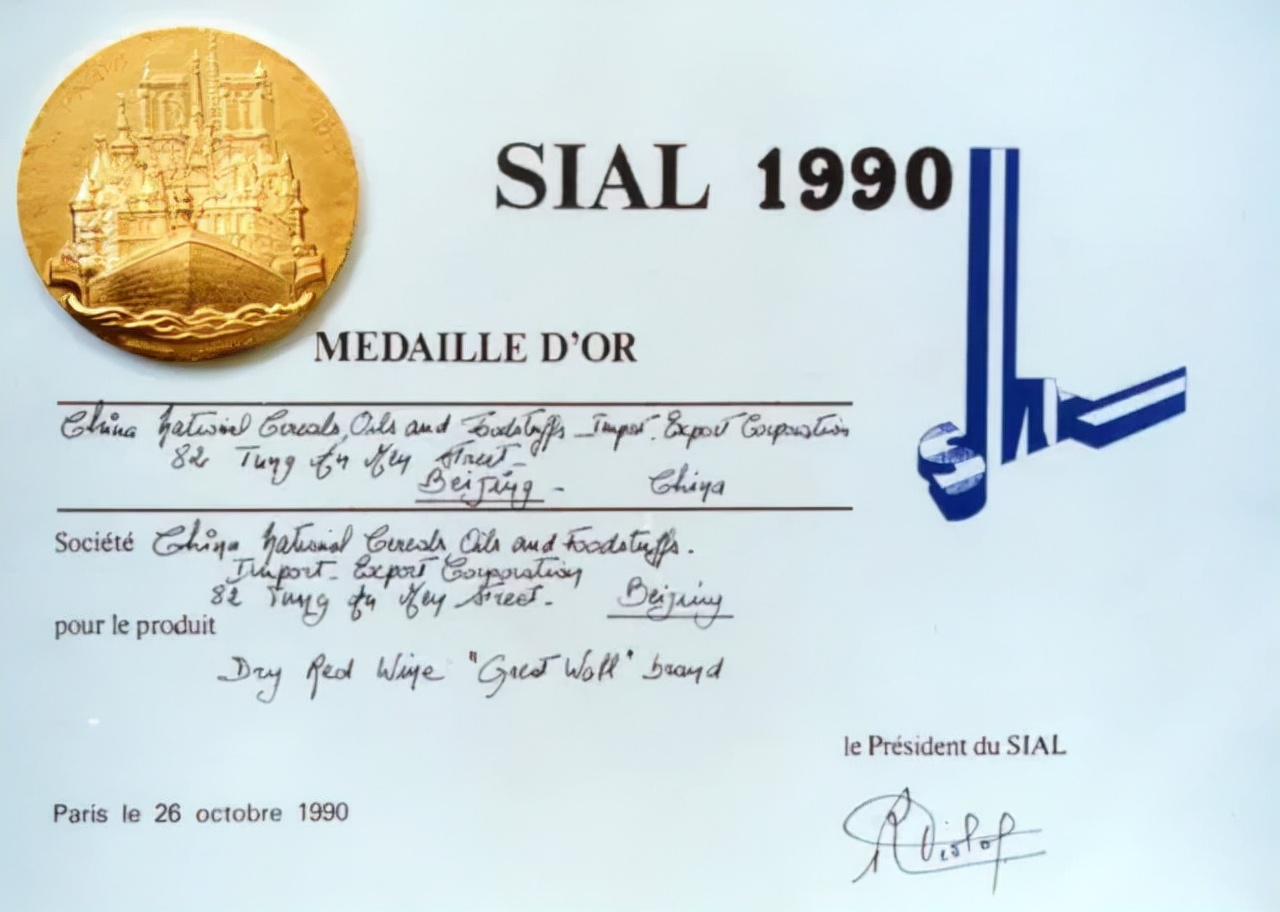 SIAL 1990
MEDAILLE D'OR
China National Cereals, Oils and Foodstuffs - Import. Export Corporation
82 Tung An Men Street -
Beijing - China
Société China National Cereals, Oils and Foodstuffs.
Import - Export Corporation
82 Tung An Men Street - Beijing
pour le produit
Dry Red Wine "Great Wall" brand
le Président du SIAL
Paris le 26 octobre 1990